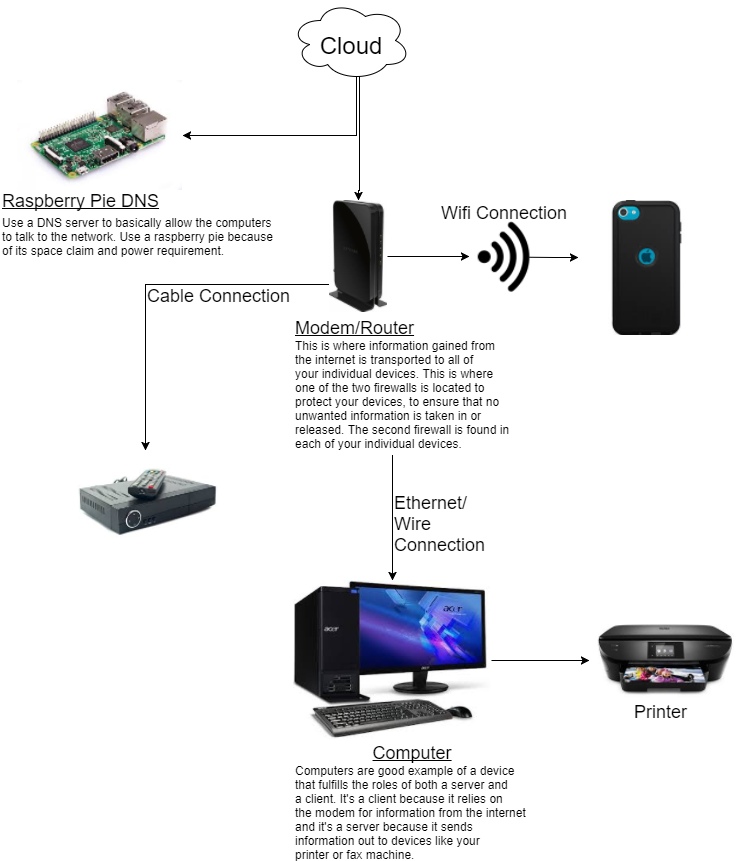 Cloud
Raspberry Pie DNS
Use a DNS server to basically allow the computers
to talk to the network. Use a raspberry pie because
of its space claim and power requirement.
Wifi Connection
Cable Connection
Modem/Router
This is where information gained from
the internet is transported to all of
your individual devices. This is where
one of the two firewalls is located to
protect your devices, to ensure that no
unwanted information is taken in or
released. The second firewall is found in
each of your individual devices.
Ethernet/
Wire
Connection
acer
acer
acer
Printer
Computer
Computers are good example of a device
that fulfills the roles of both a server and
a client. It's a client because it relies on
the modem for information from the internet
and it's a server because it sends
information out to devices like your
printer or fax machine.